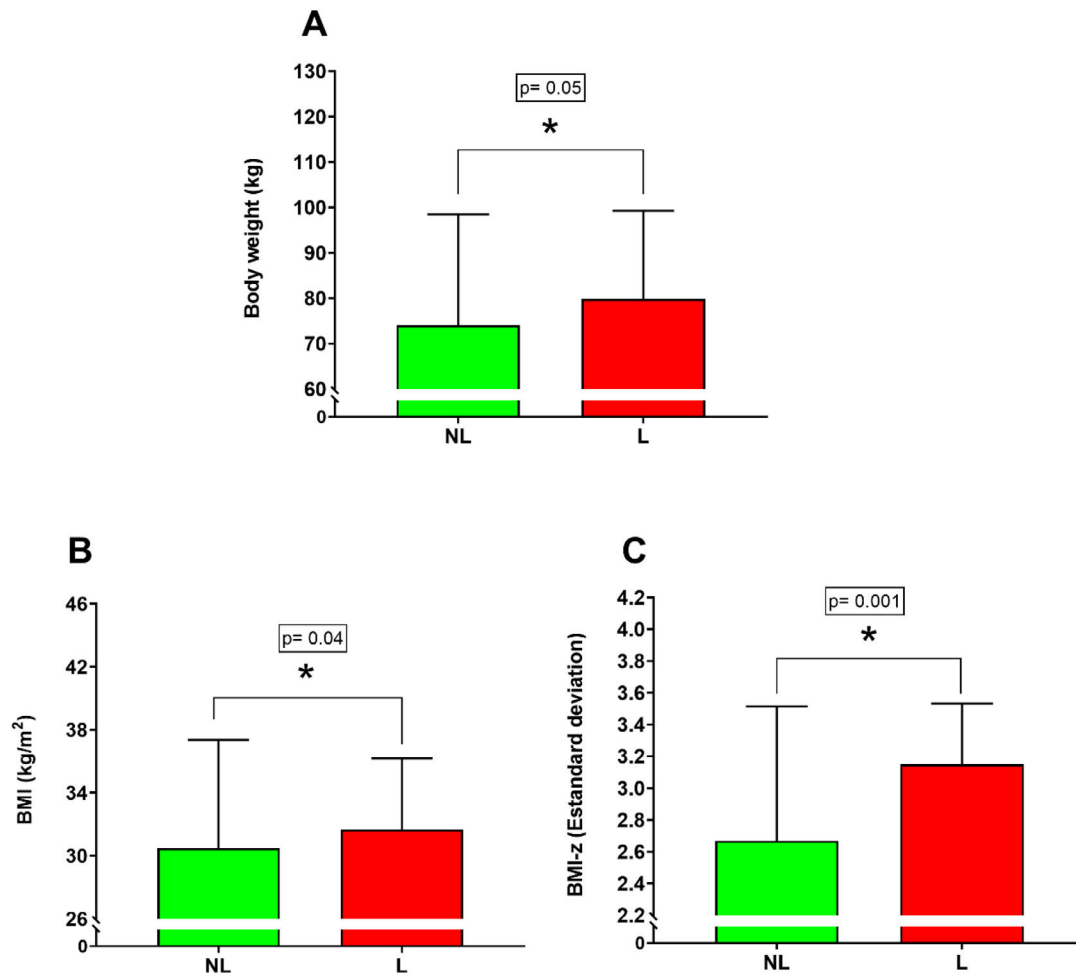 A
p= 0.05
*
Body weight (kg)
130
120
110
100
90
80
70
60
0
NL L
B
p= 0.04
*
BMI (kg/m²)
46
42
38
34
30
26
0
NL L
C
p= 0.001
*
BMI-z (Estandard deviation)
4.2
4.0
3.8
3.6
3.4
3.2
3.0
2.8
2.6
2.4
2.2
0
NL L